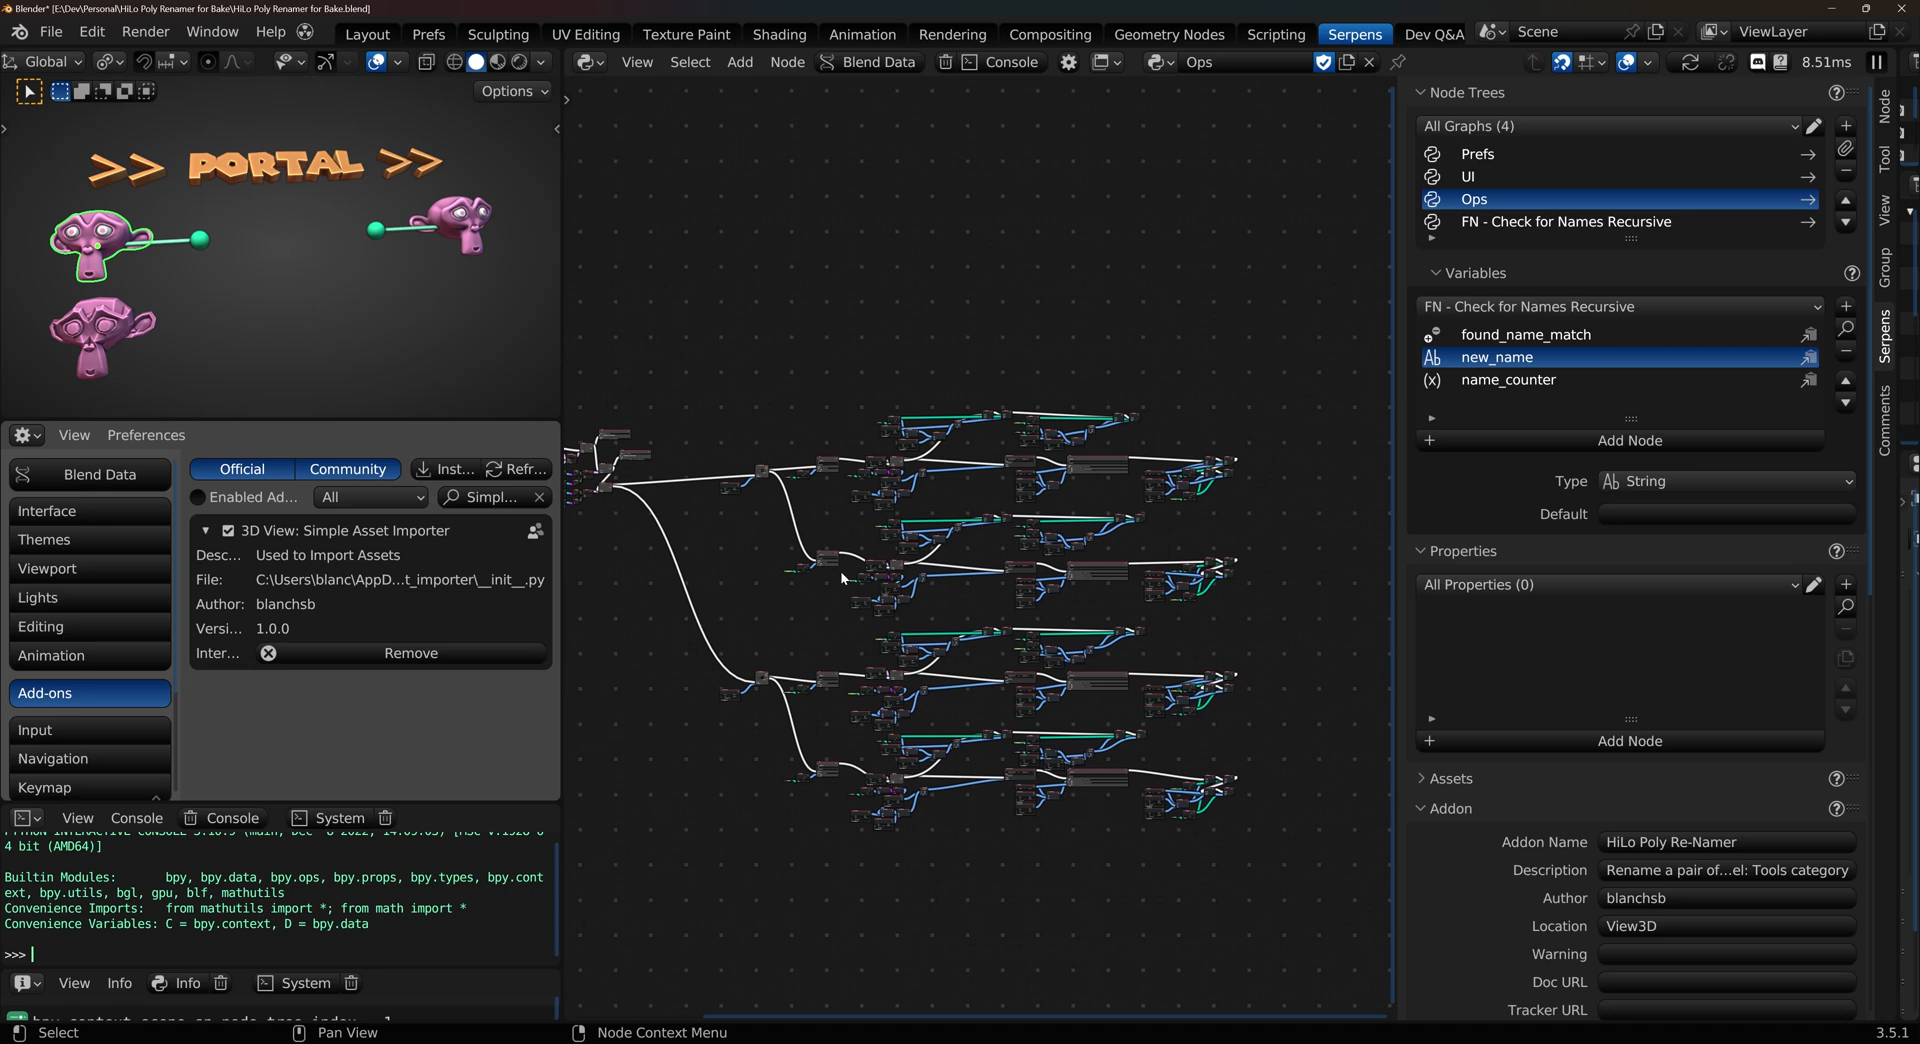 Blender* [E:\Dev\Personal\HiLo Poly Renamer for Bake\HiLo Poly Renamer for Bake.blend]
File Edit Render Window Help Layout Prefs Sculpting UV Editing Texture Paint Shading Animation Rendering Compositing Geometry Nodes Scripting Serpens Dev Q&A Scene ViewLayer
Global View Select Add Node Blend Data Console Ops 8.51ms
Options
>> PORTAL >>
Node Trees
All Graphs (4)
Prefs
UI
Ops
FN - Check for Names Recursive
Variables
FN - Check for Names Recursive
found_name_match
Ab new_name
(x) name_counter
Add Node
Type Ab String
Default
Properties
All Properties (0)
Add Node
Assets
Addon
Addon Name HiLo Poly Re-Namer
Description Rename a pair of...el: Tools category
Author blanchsb
Location View3D
Warning
Doc URL
Tracker URL
Node
Tool
View
Group
Serpens
Comments
View Preferences
Blend Data
Interface
Themes
Viewport
Lights
Editing
Animation
Add-ons
Input
Navigation
Keymap
Official Community Inst... Refr...
Enabled Ad... All Simpl...
3D View: Simple Asset Importer
Desc... Used to Import Assets
File: C:\Users\blanc\AppD...t_importer\__init__.py
Author: blanchsb
Versi... 1.0.0
Inter... Remove
View Console Console System
4 bit (AMD64)]
Builtin Modules: bpy, bpy.data, bpy.ops, bpy.props, bpy.types, bpy.cont
ext, bpy.utils, bgl, gpu, blf, mathutils
Convenience Imports: from mathutils import *; from math import *
Convenience Variables: C = bpy.context, D = bpy.data
>>>
View Info Info System
Select Pan View Node Context Menu 3.5.1